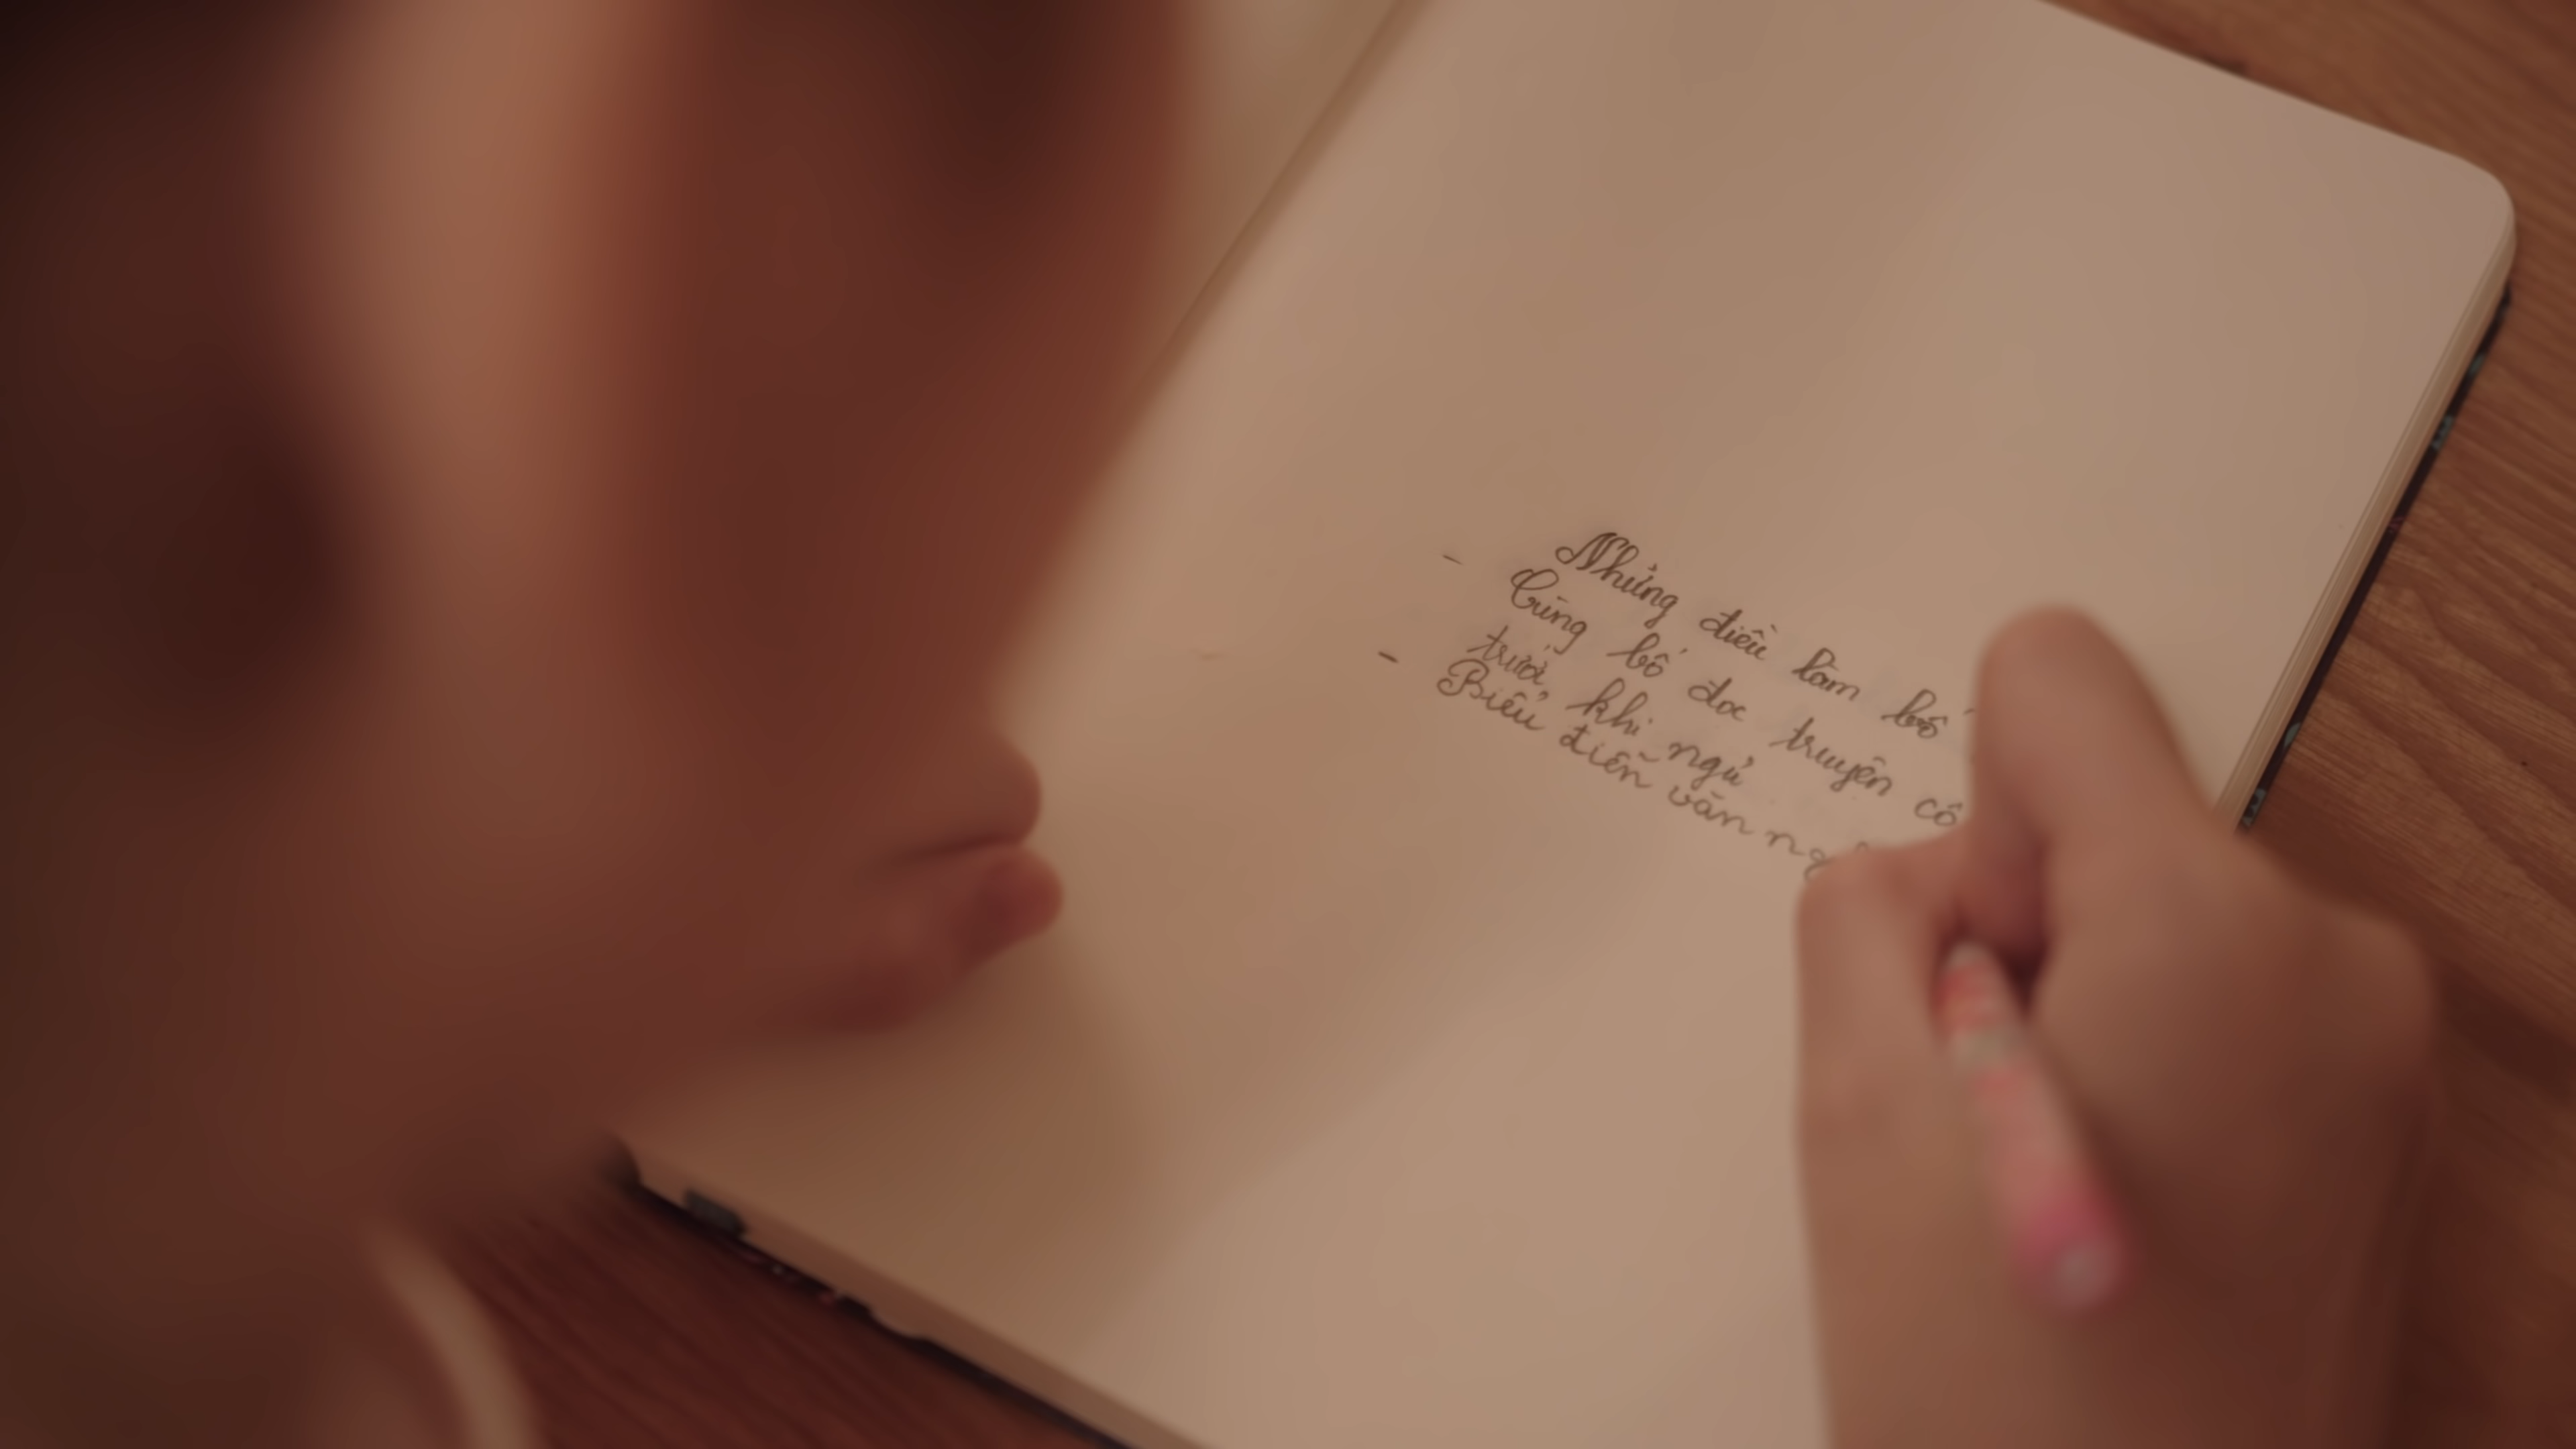 Những điều làm bố
- Cùng bố đọc truyện cổ
trước khi ngủ
- Biểu diễn văn